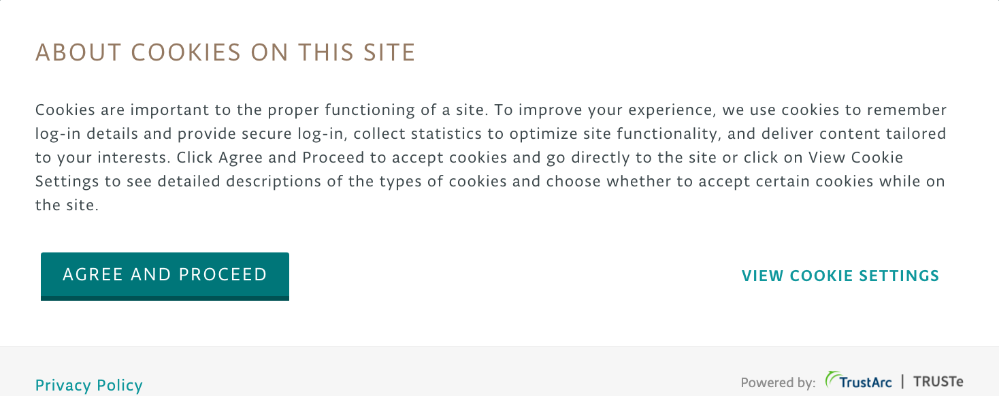 ABOUT COOKIES ON THIS SITE
Cookies are important to the proper functioning of a site. To improve your experience, we use cookies to remember
log-in details and provide secure log-in, collect statistics to optimize site functionality, and deliver content tailored
to your interests. Click Agree and Proceed to accept cookies and go directly to the site or click on View Cookie
Settings to see detailed descriptions of the types of cookies and choose whether to accept certain cookies while on
the site.
AGREE AND PROCEED
VIEW COOKIE SETTINGS
Privacy Policy
Powered by: TrustArc | TRUSTe